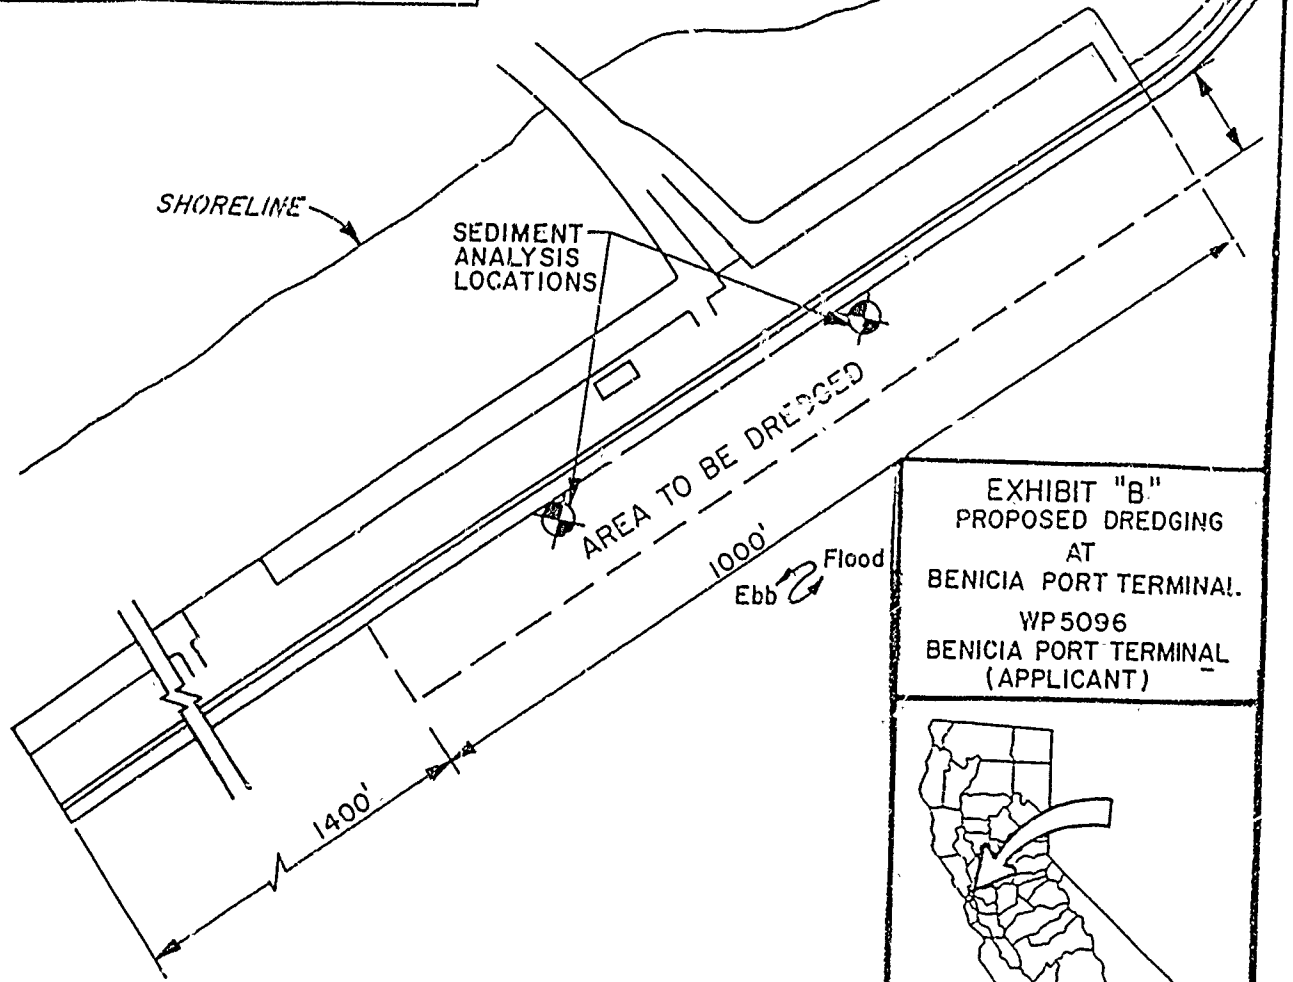 SHORELINE
SEDIMENT
ANALYSIS
LOCATIONS
AREA TO BE DREDGED
1000'
Ebb
Flood
1400'
EXHIBIT "B"
PROPOSED DREDGING
AT
BENICIA PORT TERMINAL.
WP5096
BENICIA PORT TERMINAL
(APPLICANT)